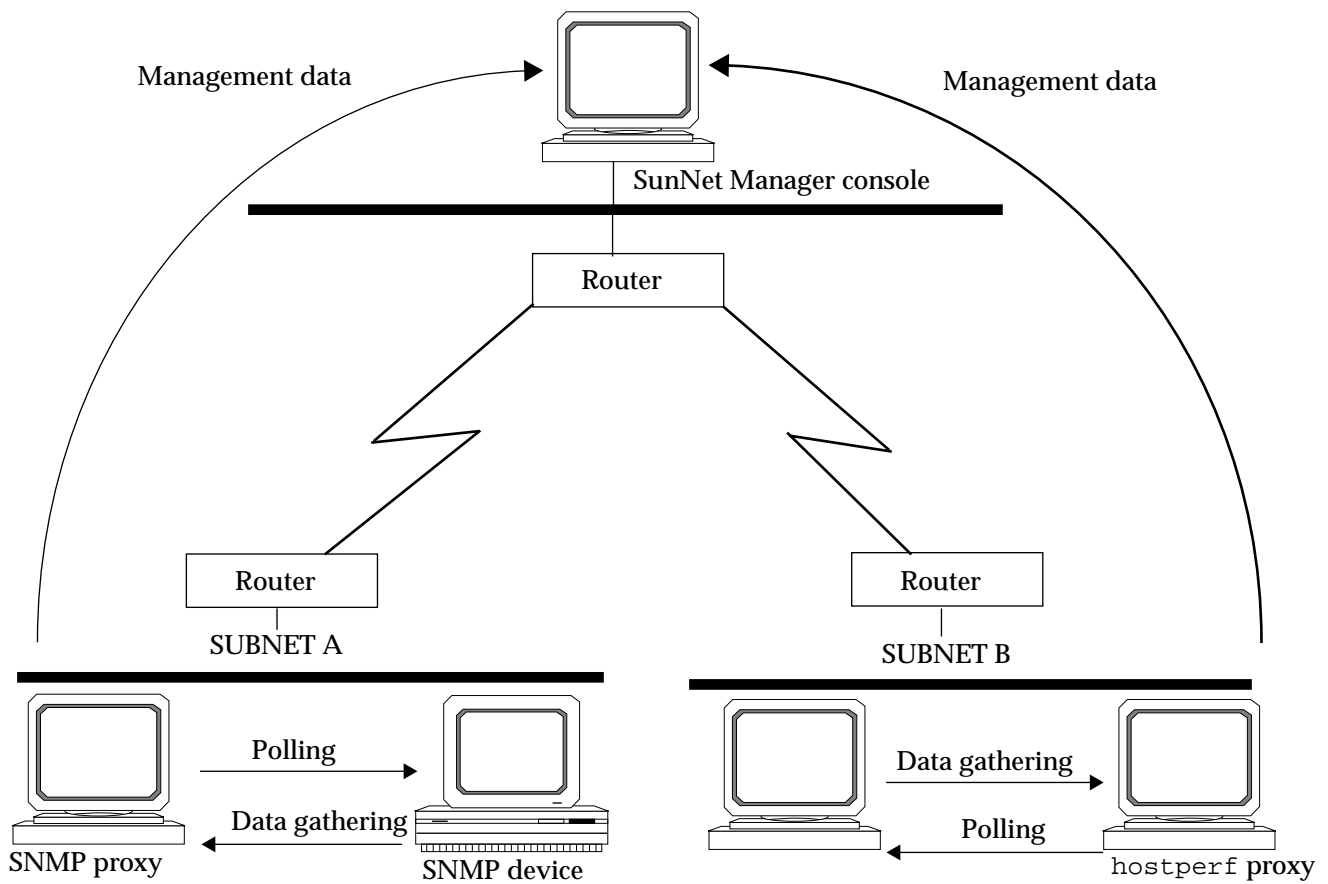 Management data
Management data
SunNet Manager console
Router
Router
Router
SUBNET A
SUBNET B
Polling
Data gathering
Data gathering
Polling
SNMP proxy
SNMP device
hostperf proxy